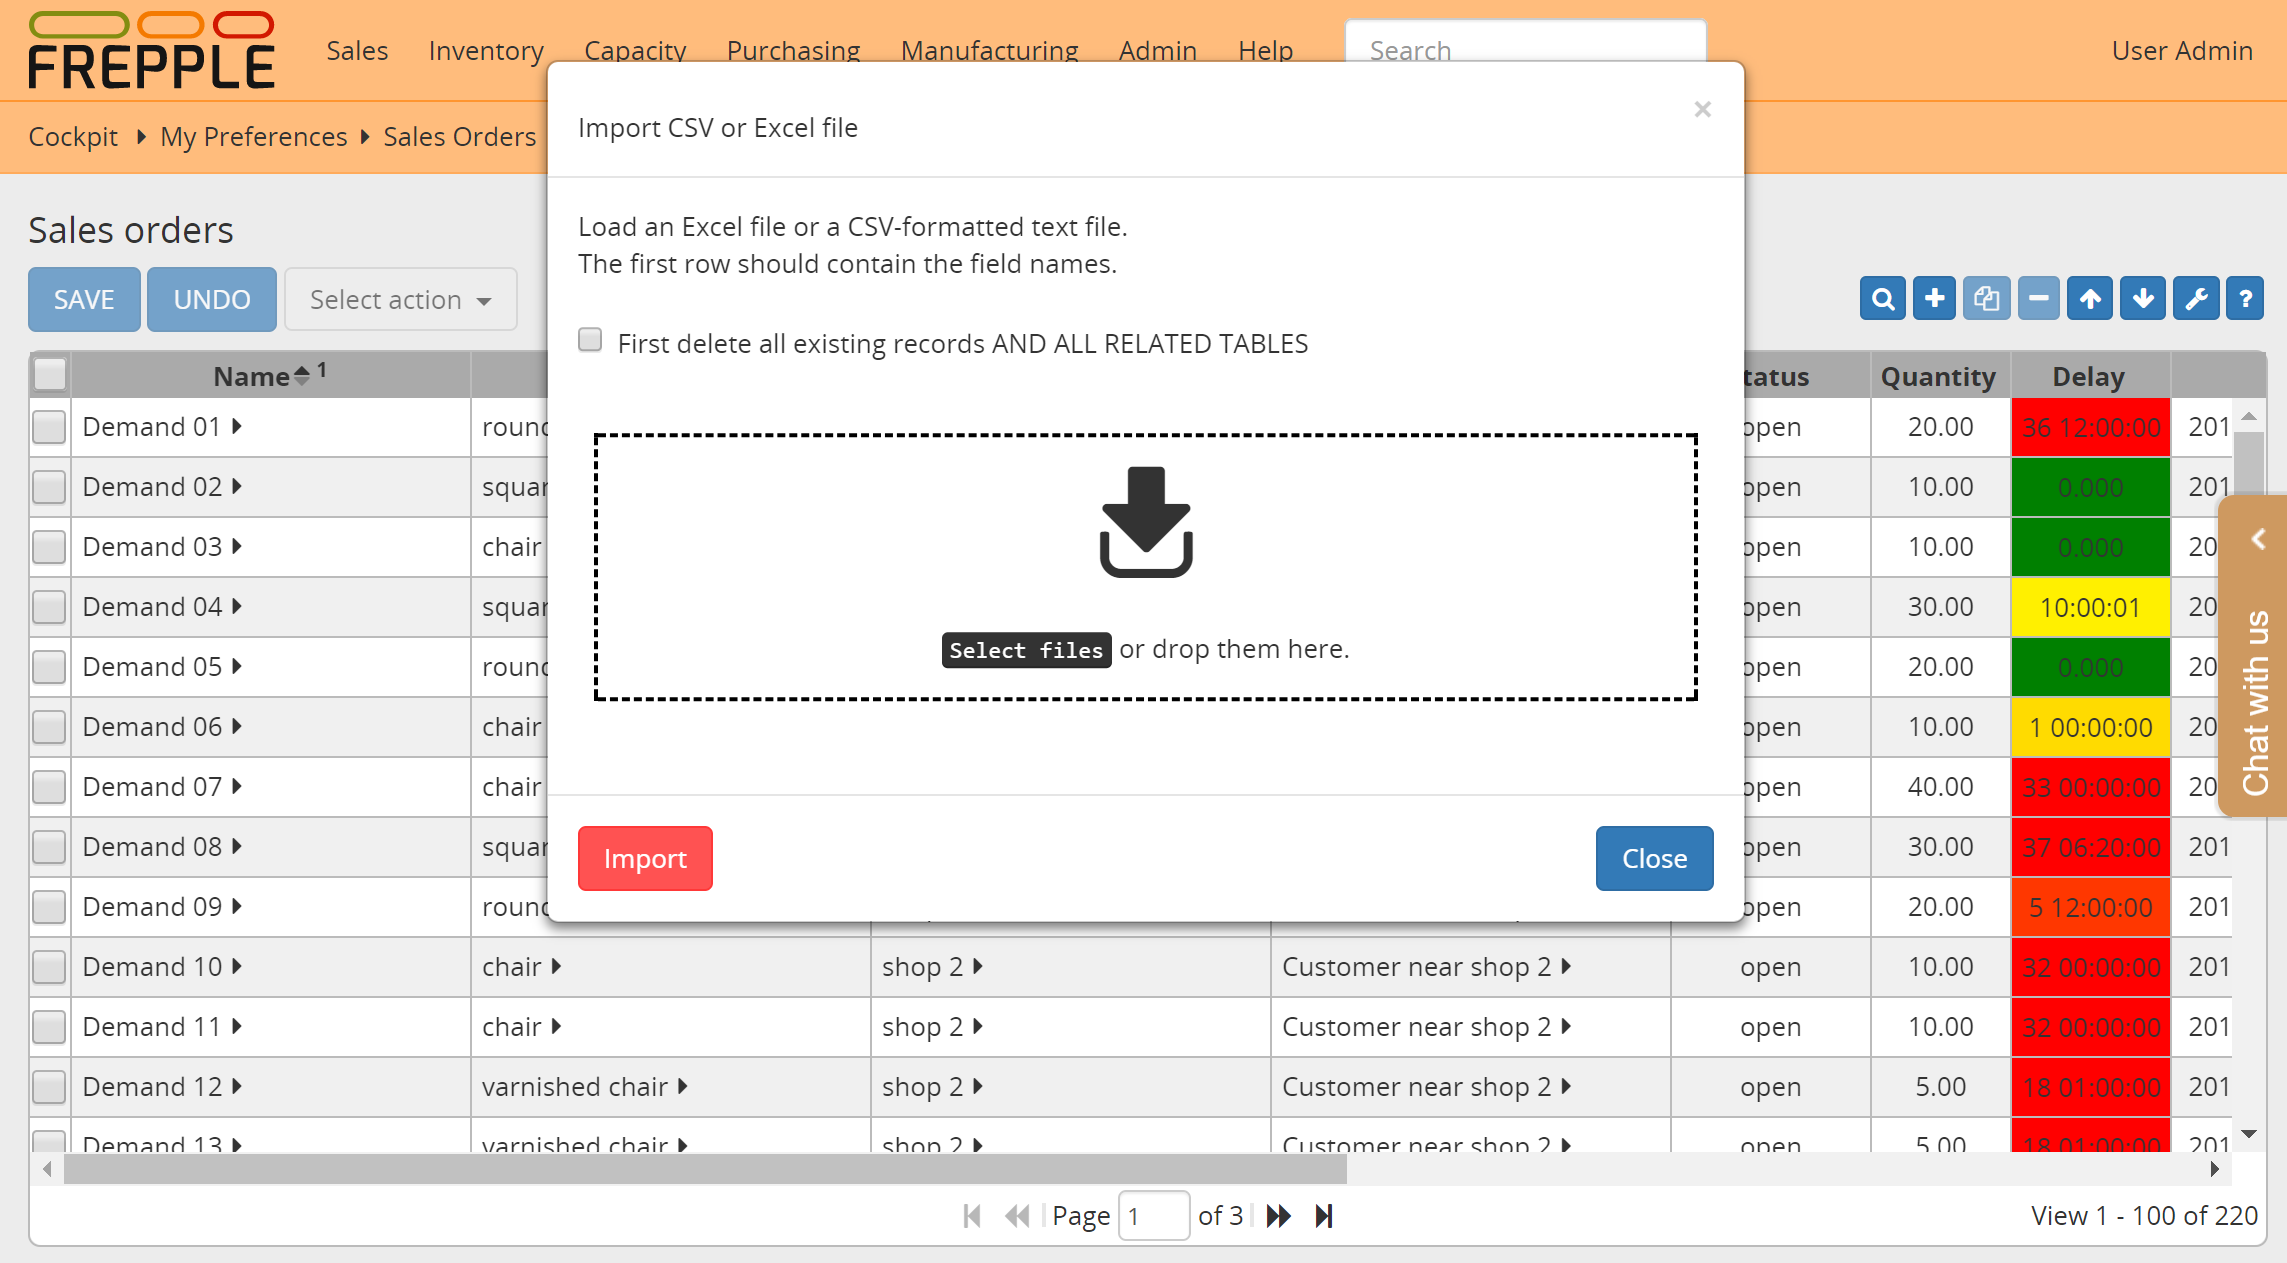 FREPPLE Sales Inventory Capacity Purchasing Manufacturing Admin Help Search User Admin
Cockpit My Preferences Sales Orders
Import CSV or Excel file ×
Load an Excel file or a CSV-formatted text file.
The first row should contain the field names.
First delete all existing records AND ALL RELATED TABLES
Select files or drop them here.
Import Close
Sales orders
SAVE UNDO Select action
?
Name 1 tatus Quantity Delay
Demand 01 roun open 20.00 36 12:00:00 201
Demand 02 squar open 10.00 0.000 201
Demand 03 chair open 10.00 0.000 20
Demand 04 squar open 30.00 10:00:01 20
Demand 05 roun open 20.00 0.000 20
Demand 06 chair open 10.00 1 00:00:00 20
Demand 07 chair open 40.00 33 00:00:00 20
Demand 08 squar open 30.00 37 06:20:00 201
Demand 09 roun open 20.00 5 12:00:00 201
Demand 10 chair shop 2 Customer near shop 2 open 10.00 32 00:00:00 201
Demand 11 chair shop 2 Customer near shop 2 open 10.00 32 00:00:00 201
Demand 12 varnished chair shop 2 Customer near shop 2 open 5.00 18 01:00:00 201
Demand 13 varnished chair shop 2 Customer near shop 2 open 5.00 18 01:00:00 201
Chat with us
Page 1 of 3 View 1 - 100 of 220